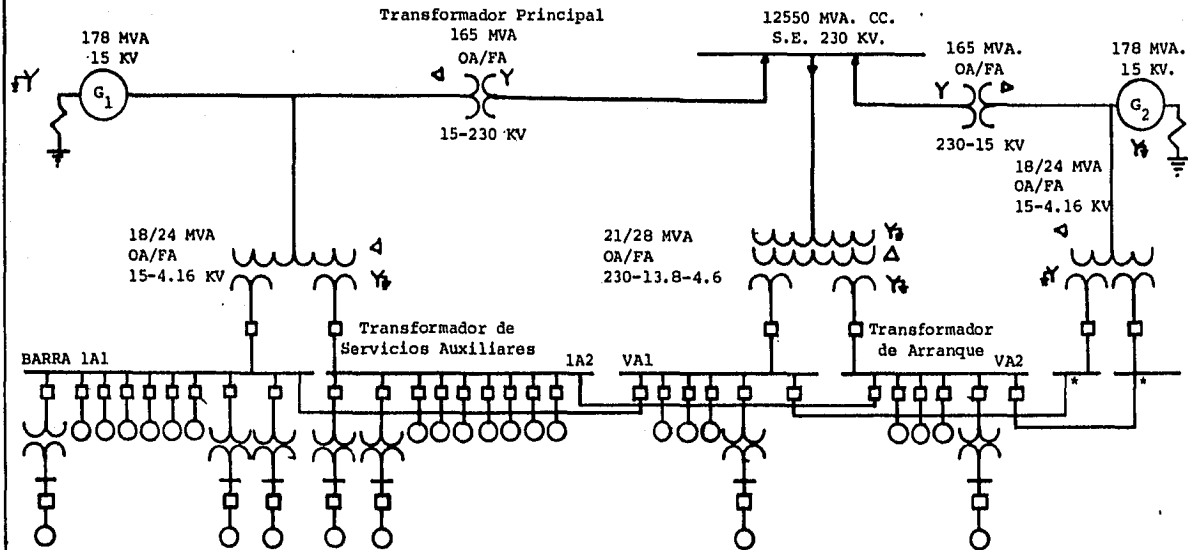 Transformador Principal
165 MVA
OA/FA
15-230 KV
178 MVA
15 KV
G1
12550 MVA. CC.
S.E. 230 KV.
165 MVA.
OA/FA
230-15 KV
178 MVA.
15 KV.
G2
18/24 MVA
OA/FA
15-4.16 KV
18/24 MVA
OA/FA
15-4.16 KV
21/28 MVA
OA/FA
230-13.8-4.6
Transformador de
Servicios Auxiliares
Transformador
de Arranque
BARRA 1A1
1A2
VA1
VA2
*
*